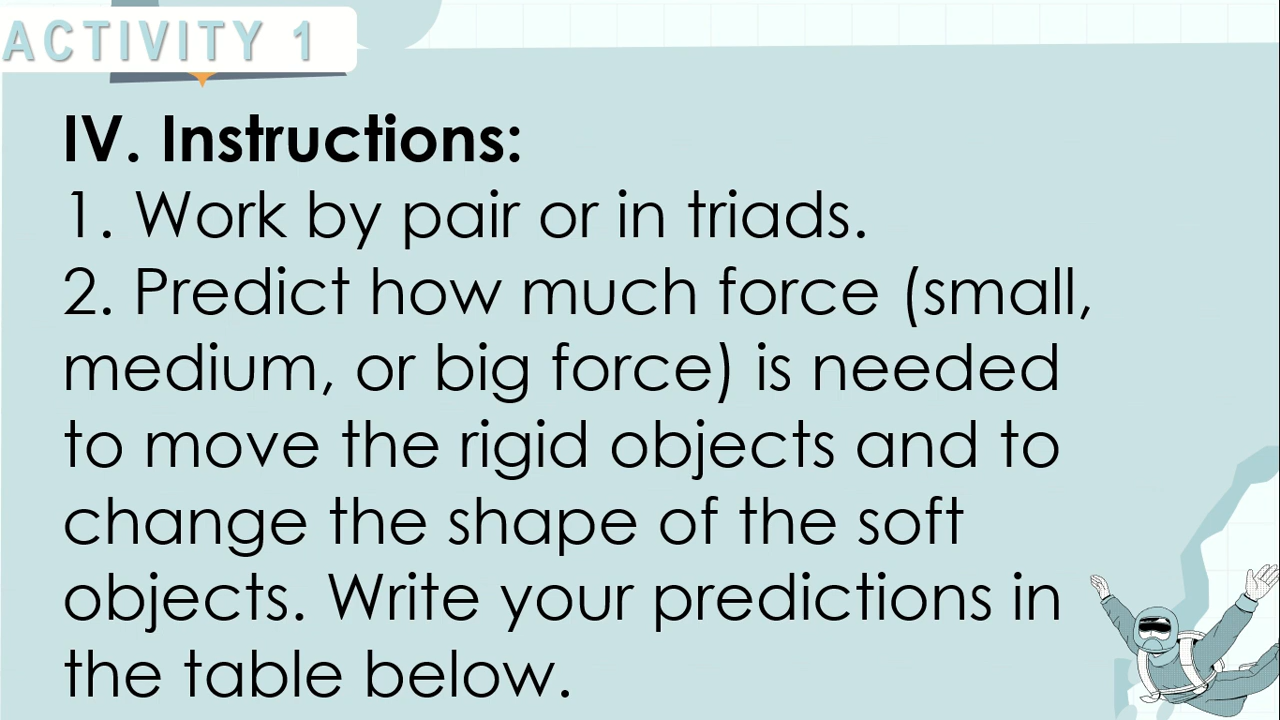 ACTIVITY 1
IV. Instructions:
1. Work by pair or in triads.
2. Predict how much force (small,
medium, or big force) is needed
to move the rigid objects and to
change the shape of the soft
objects. Write your predictions in
the table below.